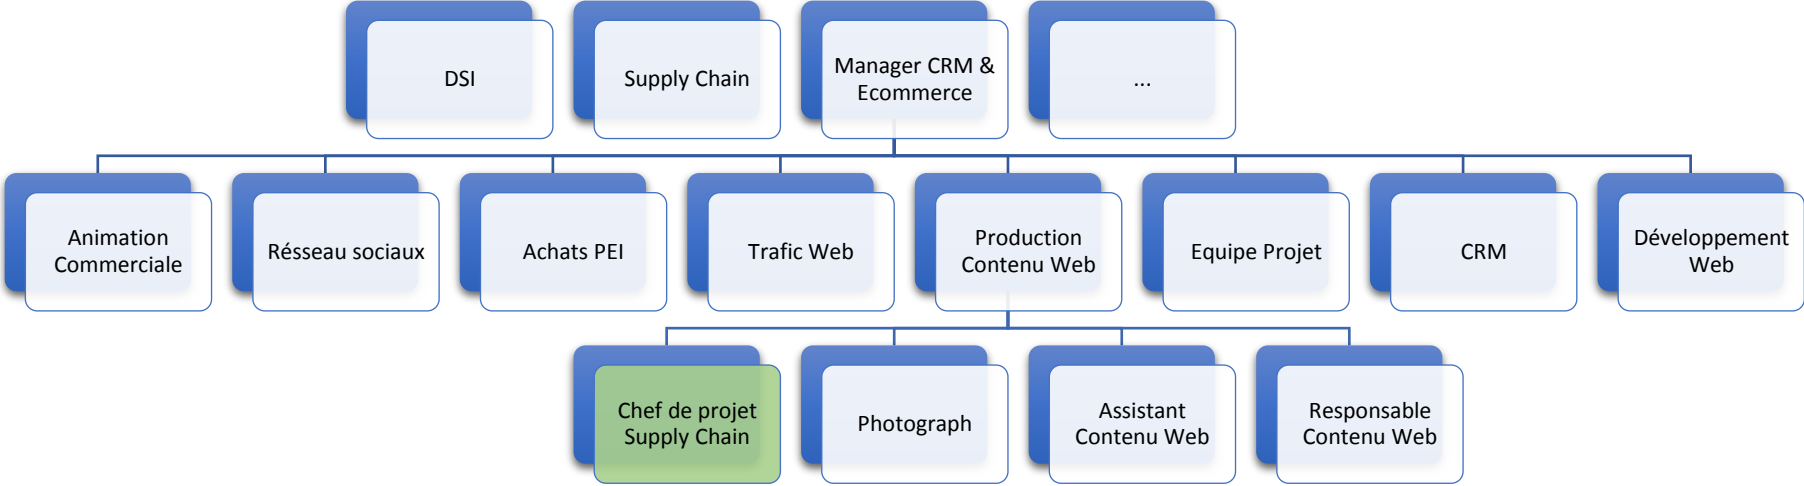 DSI
Supply Chain
Manager CRM &
Ecommerce
...
Animation
Commerciale
Résseau sociaux
Achats PEI
Trafic Web
Production
Contenu Web
Equipe Projet
CRM
Développement
Web
Chef de projet
Supply Chain
Photograph
Assistant
Contenu Web
Responsable
Contenu Web